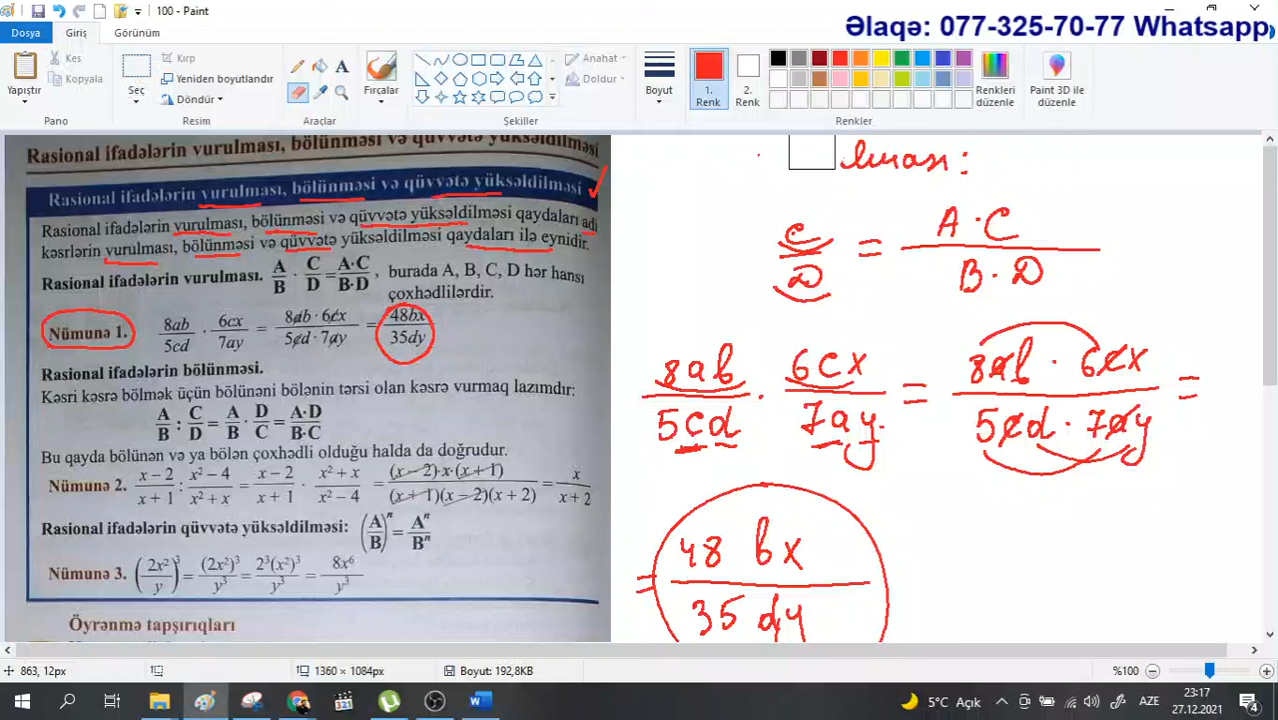 100 - Paint
Əlaqə: 077-325-70-77 Whatsapp
Dosya Giriş Görünüm
Yapıştır
Kes
Kopyala
Pano
Seç
Kırp
Yeniden boyutlandır
Döndür
Resim
Araçlar
Fırçalar
Anahat
Doldur
Şekiller
Boyut
1. Renk
2. Renk
Renkleri düzenle
Paint 3D ile düzenle
Renkler
Rasional ifadələrin vurulması, bölünməsi və qüvvətə yüksəldilməsi
Rasional ifadələrin vurulması, bölünməsi və qüvvətə yüksəldilməsi
Rasional ifadələrin vurulması, bölünməsi və qüvvətə yüksəldilməsi qaydaları adi
kəsrlərin vurulması, bölünməsi və qüvvətə yüksəldilməsi qaydaları ilə eynidir.
Rasional ifadələrin vurulması. A/B · C/D = A·C/B·D, burada A, B, C, D hər hansı
çoxhədlilərdir.
Nümunə 1. 8ab/5cd · 6cx/7ay = 8ab · 6cx/5cd · 7ay = 48bx/35dy
Rasional ifadələrin bölünməsi.
Kəsri kəsrə bölmək üçün bölünəni bölənin tərsi olan kəsrə vurmaq lazımdır:
A/B : C/D = A/B · D/C = A·D/B·C
Bu qayda bölünən və ya bölən çoxhədli olduğu halda da doğrudur.
Nümunə 2. x−2/x+1 : x²−4/x²+x = x−2/x+1 · x²+x/x²−4 = (x−2)·x·(x+1)/(x+1)(x−2)(x+2) = x/x+2
Rasional ifadələrin qüvvətə yüksəldilməsi: (A/B)ⁿ = Aⁿ/Bⁿ
Nümunə 3. (2x²/y)³ = (2x²)³/y³ = 2³(x²)³/y³ = 8x⁶/y³
Öyrənmə tapşırıqları
C/D = A·C/B·D
8ab/5cd · 6cx/7ay = 8ab · 6cx/5cd · 7ay =
= 48 bx/35 dy
863, 12px
1360 × 1084px
Boyut: 192,8KB
%100
5°C Açık
AZE
23:17
27.12.2021
4